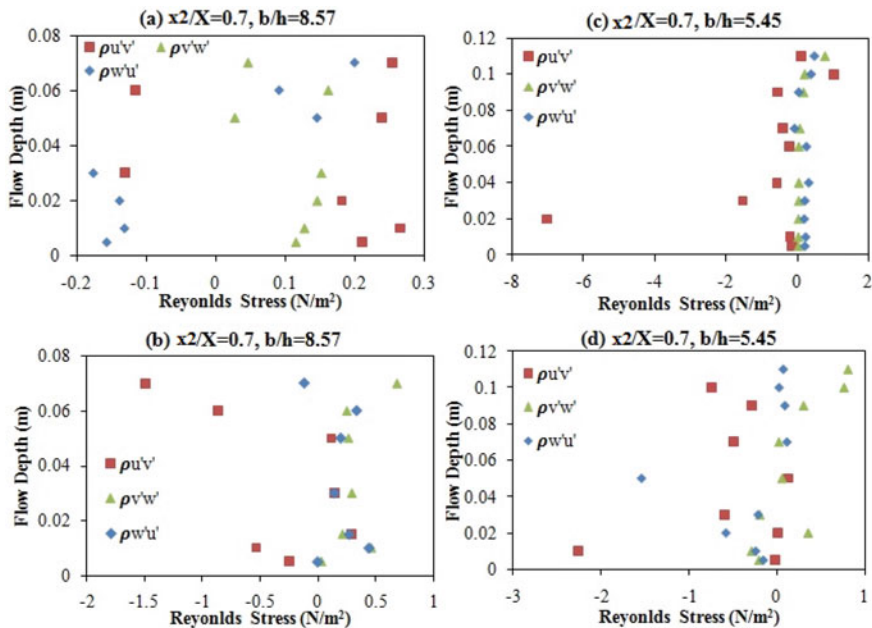 (a) x2/X=0.7, b/h=8.57
ρu'v' ρv'w'
ρw'u'
Flow Depth (m)
0.08
0.06
0.04
0.02
0
-0.2 -0.1 0 0.1 0.2 0.3
Reyonlds Stress (N/m²)
(c) x2/X=0.7, b/h=5.45
ρu'v'
ρv'w'
ρw'u'
Flow Depth (m)
0.12
0.1
0.08
0.06
0.04
0.02
0
-8 -6 -4 -2 0 2
Reyonlds Stress (N/m²)
(b) x2/X=0.7, b/h=8.57
ρu'v'
ρv'w'
ρw'u'
Flow Depth (m)
0.08
0.06
0.04
0.02
0
-2 -1.5 -1 -0.5 0 0.5 1
Reyonlds Stress (N/m²)
(d) x2/X=0.7, b/h=5.45
ρu'v'
ρv'w'
ρw'u'
Flow Depth (m)
0.12
0.1
0.08
0.06
0.04
0.02
0
-3 -2 -1 0 1
Reyonlds Stress (N/m²)